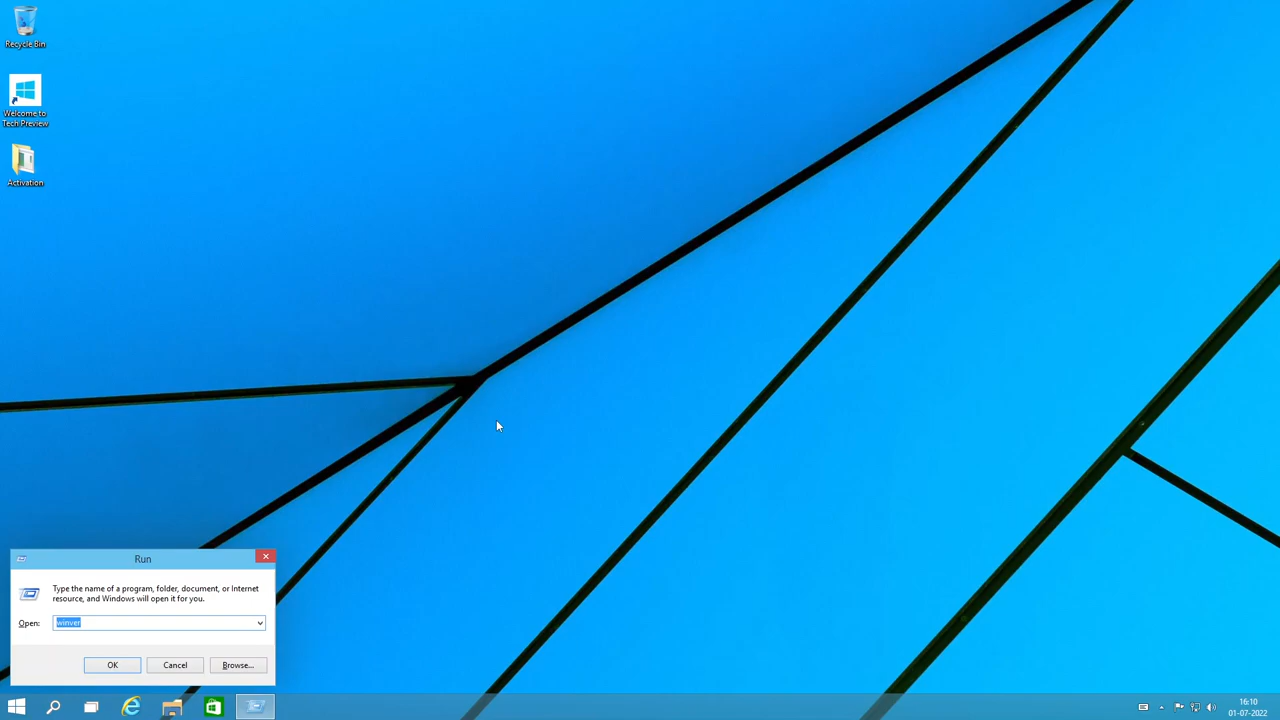 Recycle Bin
Welcome to
Tech Preview
Activation
Run
Type the name of a program, folder, document, or Internet
resource, and Windows will open it for you.
Open: winver
OK Cancel Browse...
16:10
01-07-2022